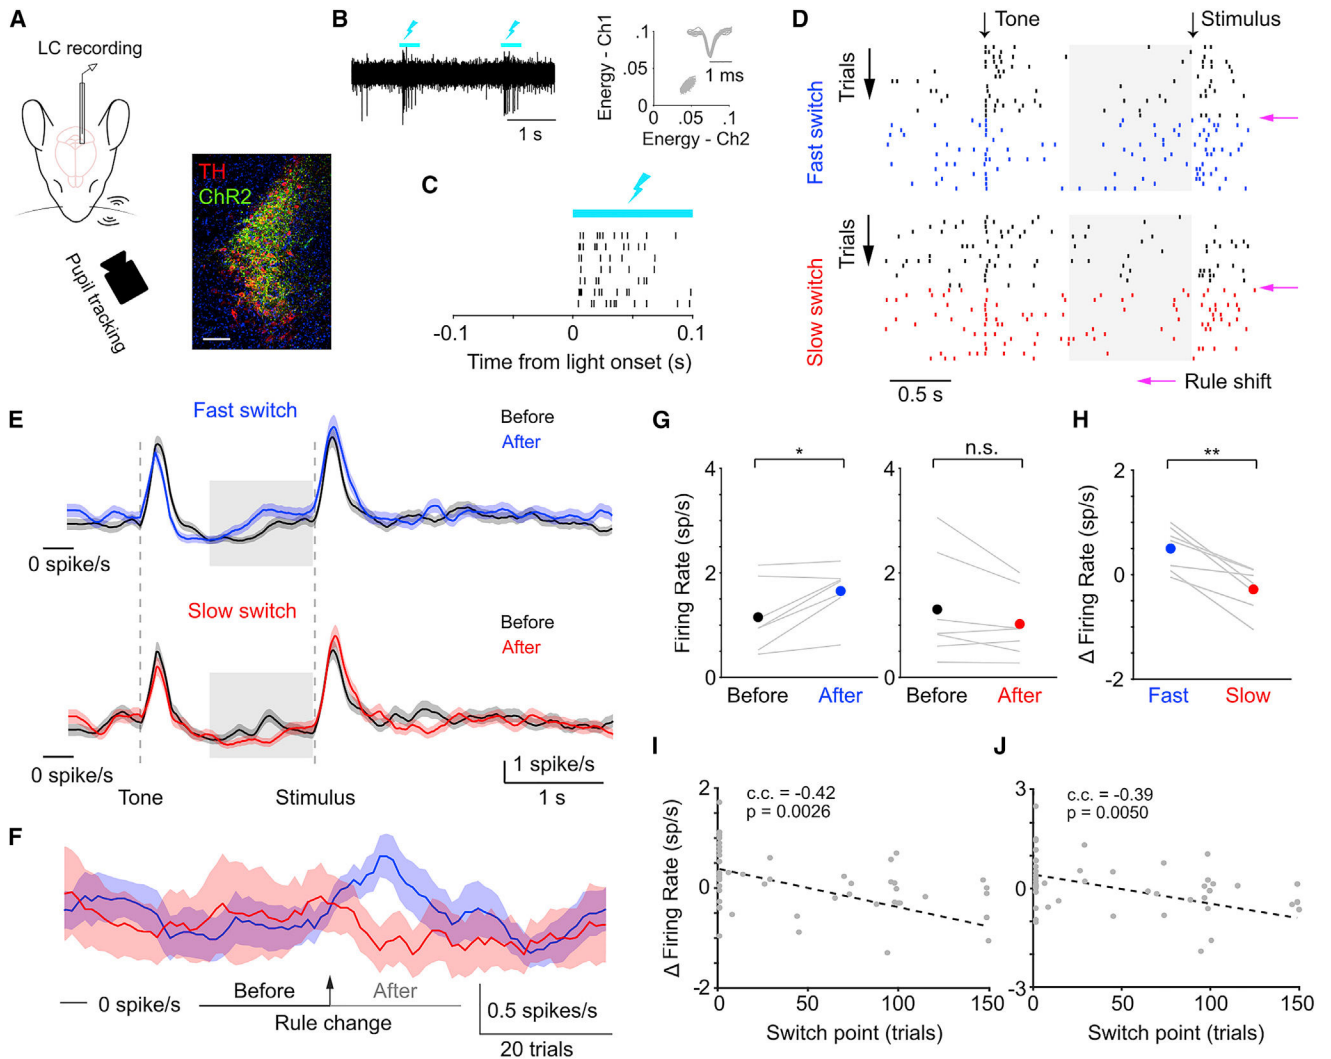 A
LC recording
Pupil tracking
TH
ChR2
B
1 s
Energy - Ch1
.1
.05
0
1 ms
0 .05 .1
Energy - Ch2
C
-0.1 0 0.1
Time from light onset (s)
D
Tone Stimulus
Trials
Fast switch
Trials
Slow switch
0.5 s
Rule shift
E
Fast switch
Before
After
0 spike/s
Slow switch
Before
After
0 spike/s
1 spike/s
1 s
Tone Stimulus
F
0 spike/s
Before After
Rule change
0.5 spikes/s
20 trials
G
* n.s.
Firing Rate (sp/s)
4 4
2 2
0 0
Before After Before After
H
**
Δ Firing Rate (sp/s)
2
0
-2
Fast Slow
I
c.c. = -0.42
p = 0.0026
Δ Firing Rate (sp/s)
2
0
-2
0 50 100 150
Switch point (trials)
J
c.c. = -0.39
p = 0.0050
3
0
-3
0 50 100 150
Switch point (trials)